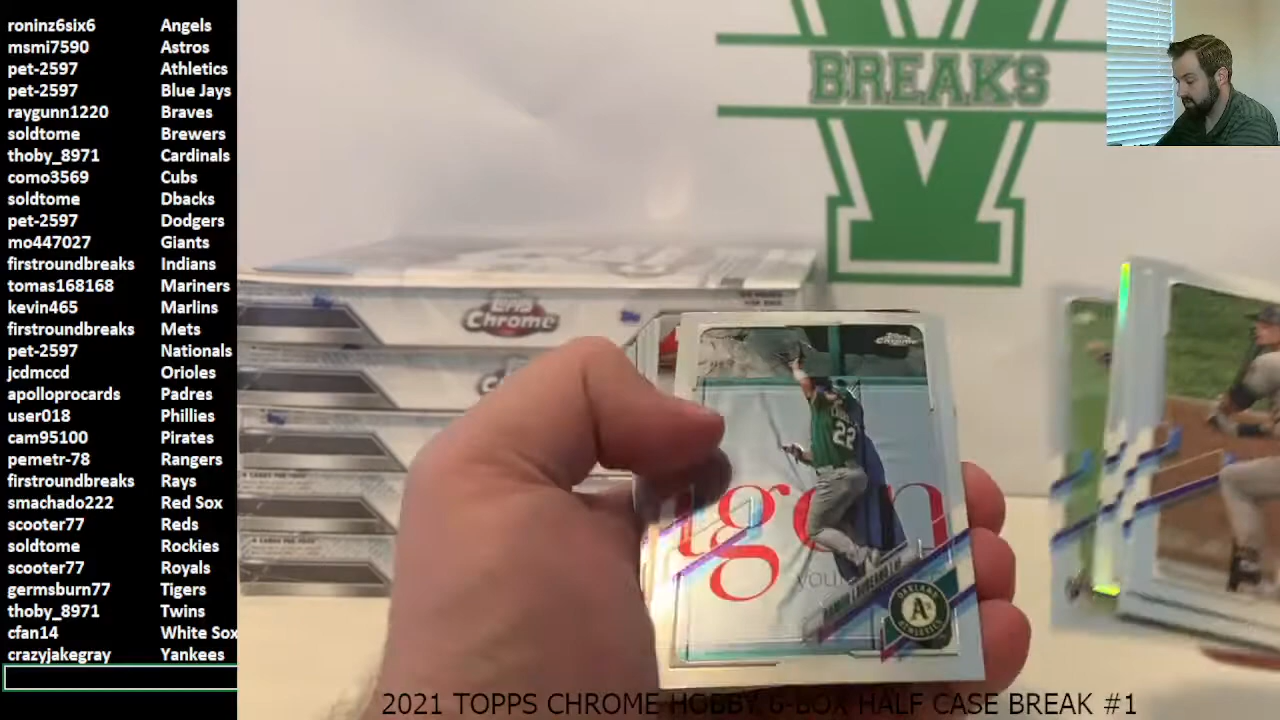 roninz6six6 Angels
msmi7590 Astros
pet-2597 Athletics
pet-2597 Blue Jays
raygunn1220 Braves
soldtome Brewers
thoby_8971 Cardinals
como3569 Cubs
soldtome Dbacks
pet-2597 Dodgers
mo447027 Giants
firstroundbreaks Indians
tomas168168 Mariners
kevin465 Marlins
firstroundbreaks Mets
pet-2597 Nationals
jcdmccd Orioles
apolloprocards Padres
user018 Phillies
cam95100 Pirates
pemetr-78 Rangers
firstroundbreaks Rays
smachado222 Red Sox
scooter77 Reds
soldtome Rockies
scooter77 Royals
germsburn77 Tigers
thoby_8971 Twins
cfan14 White Sox
crazyjakegray Yankees
BREAKS
Topps
Chrome
Topps
Chrome
22
OAKLAND
A's
ATHLETICS
2021 TOPPS CHROME HOBBY 6-BOX HALF CASE BREAK #1